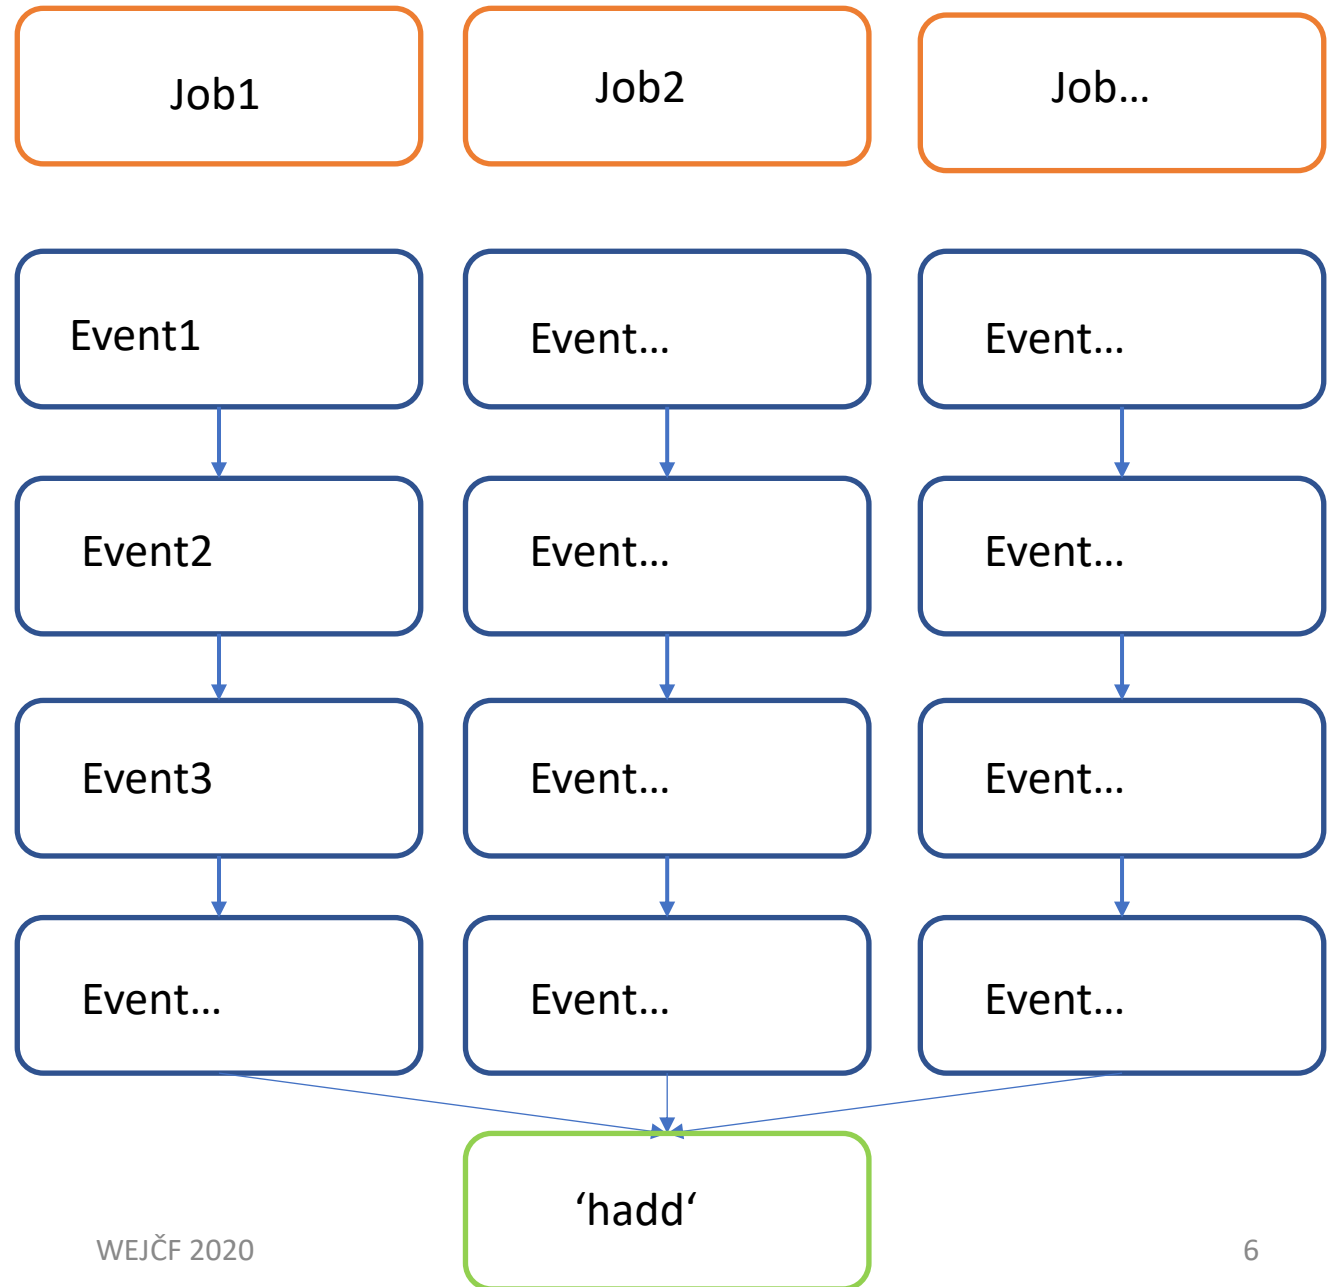 Job1
Job2
Job…
Event1
Event…
Event…
Event2
Event…
Event…
Event3
Event…
Event…
Event…
Event…
Event…
‘hadd‘
WEJČF 2020
6